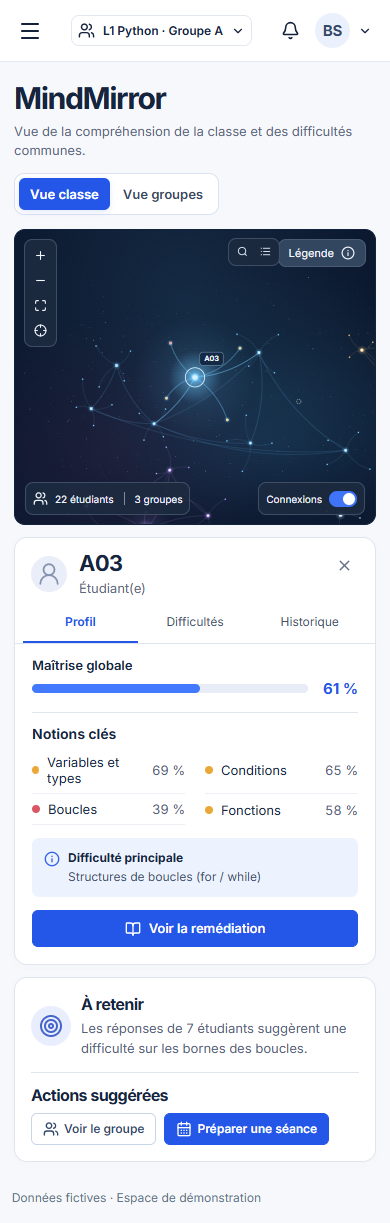 L1 Python · Groupe A
BS
MindMirror
Vue de la compréhension de la classe et des difficultés
communes.
Vue classe
Vue groupes
Légende
A03
22 étudiants
3 groupes
Connexions
A03
Étudiant(e)
Profil
Difficultés
Historique
Maîtrise globale
61 %
Notions clés
Variables et
types
69 %
Conditions
65 %
Boucles
39 %
Fonctions
58 %
Difficulté principale
Structures de boucles (for / while)
Voir la remédiation
À retenir
Les réponses de 7 étudiants suggèrent une
difficulté sur les bornes des boucles.
Actions suggérées
Voir le groupe
Préparer une séance
Données fictives · Espace de démonstration